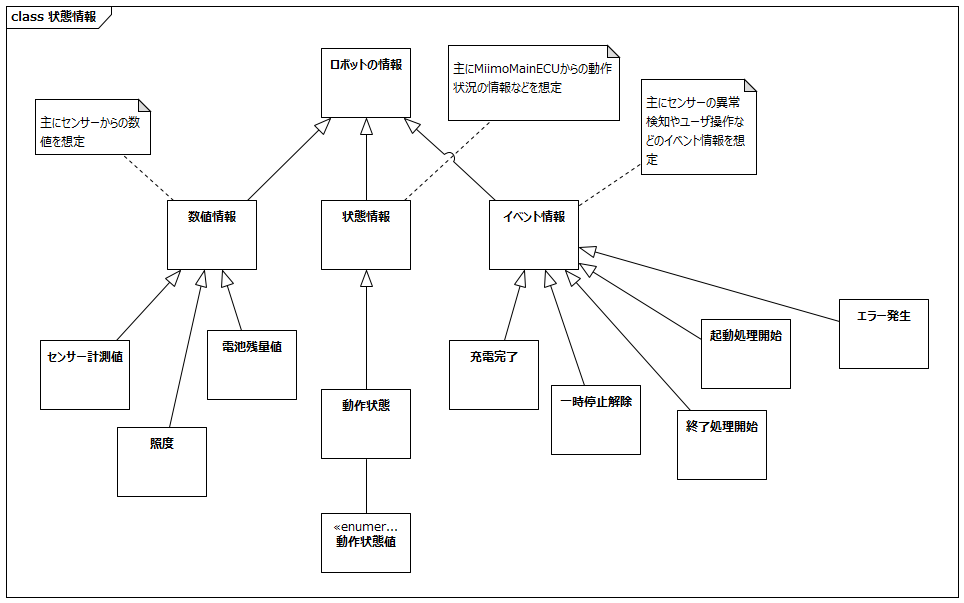 class 状態情報
ロボットの情報
主にMiimoMainECUからの動作
状況の情報などを想定
主にセンサーの異常
検知やユーザ操作な
どのイベント情報を想
定
主にセンサーからの数
値を想定
数値情報
状態情報
イベント情報
センサー計測値
照度
電池残量値
動作状態
«enumer...
動作状態値
充電完了
一時停止解除
終了処理開始
起動処理開始
エラー発生